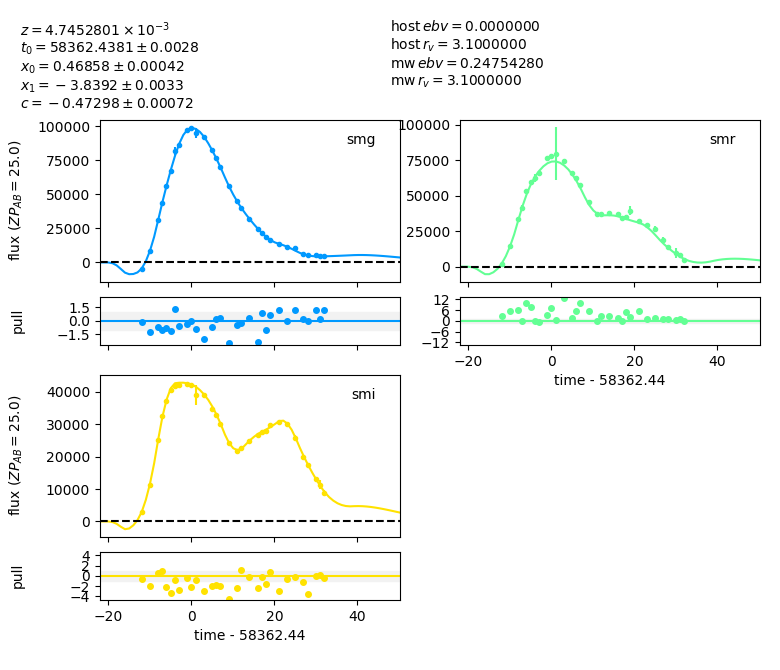 z = 4.7452801 × 10⁻³
t₀ = 58362.4381 ± 0.0028
x₀ = 0.46858 ± 0.00042
x₁ = −3.8392 ± 0.0033
c = −0.47298 ± 0.00072
host ebv = 0.0000000
host r_v = 3.1000000
mw ebv = 0.24754280
mw r_v = 3.1000000
smg
100000
75000
50000
25000
0
flux (ZP_AB = 25.0)
1.5
0.0
−1.5
pull
smr
100000
75000
50000
25000
0
12
6
0
−6
−12
−20 0 20 40
time - 58362.44
smi
40000
30000
20000
10000
0
flux (ZP_AB = 25.0)
4
2
0
−2
−4
pull
−20 0 20 40
time - 58362.44